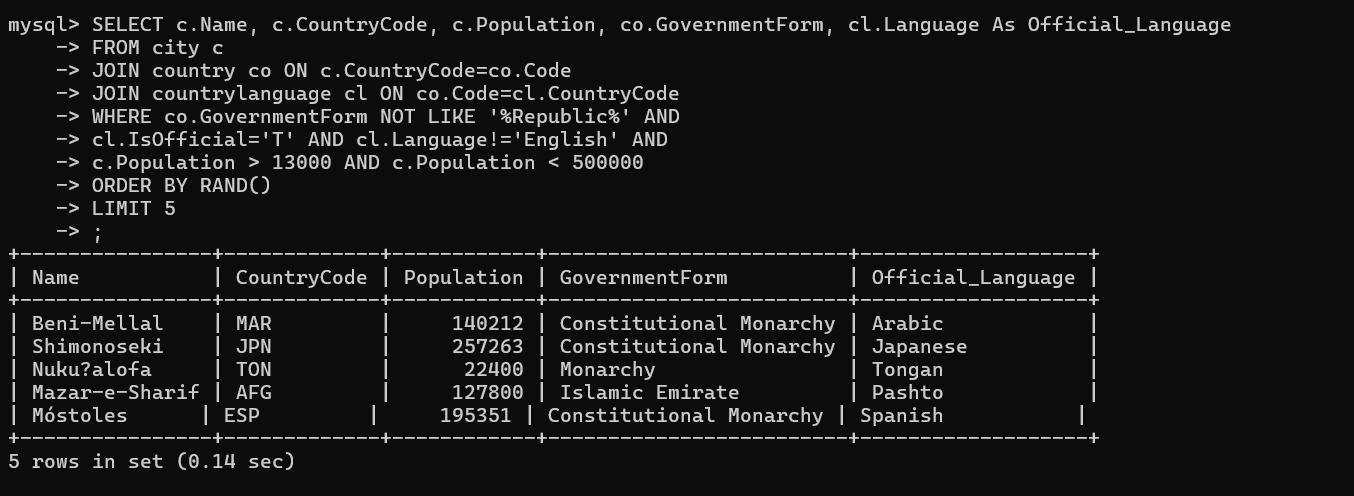 mysql> SELECT c.Name, c.CountryCode, c.Population, co.GovernmentForm, cl.Language As Official_Language
    -> FROM city c
    -> JOIN country co ON c.CountryCode=co.Code
    -> JOIN countrylanguage cl ON co.Code=cl.CountryCode
    -> WHERE co.GovernmentForm NOT LIKE '%Republic%' AND
    -> cl.IsOfficial='T' AND cl.Language!='English' AND
    -> c.Population > 13000 AND c.Population < 500000
    -> ORDER BY RAND()
    -> LIMIT 5
    -> ;
+----------------+-------------+------------+-------------------------+-------------------+
| Name           | CountryCode | Population | GovernmentForm          | Official_Language |
+----------------+-------------+------------+-------------------------+-------------------+
| Beni-Mellal    | MAR         |     140212 | Constitutional Monarchy | Arabic            |
| Shimonoseki    | JPN         |     257263 | Constitutional Monarchy | Japanese          |
| Nuku?alofa     | TON         |      22400 | Monarchy                | Tongan            |
| Mazar-e-Sharif | AFG         |     127800 | Islamic Emirate         | Pashto            |
| Móstoles      | ESP         |     195351 | Constitutional Monarchy | Spanish           |
+----------------+-------------+------------+-------------------------+-------------------+
5 rows in set (0.14 sec)